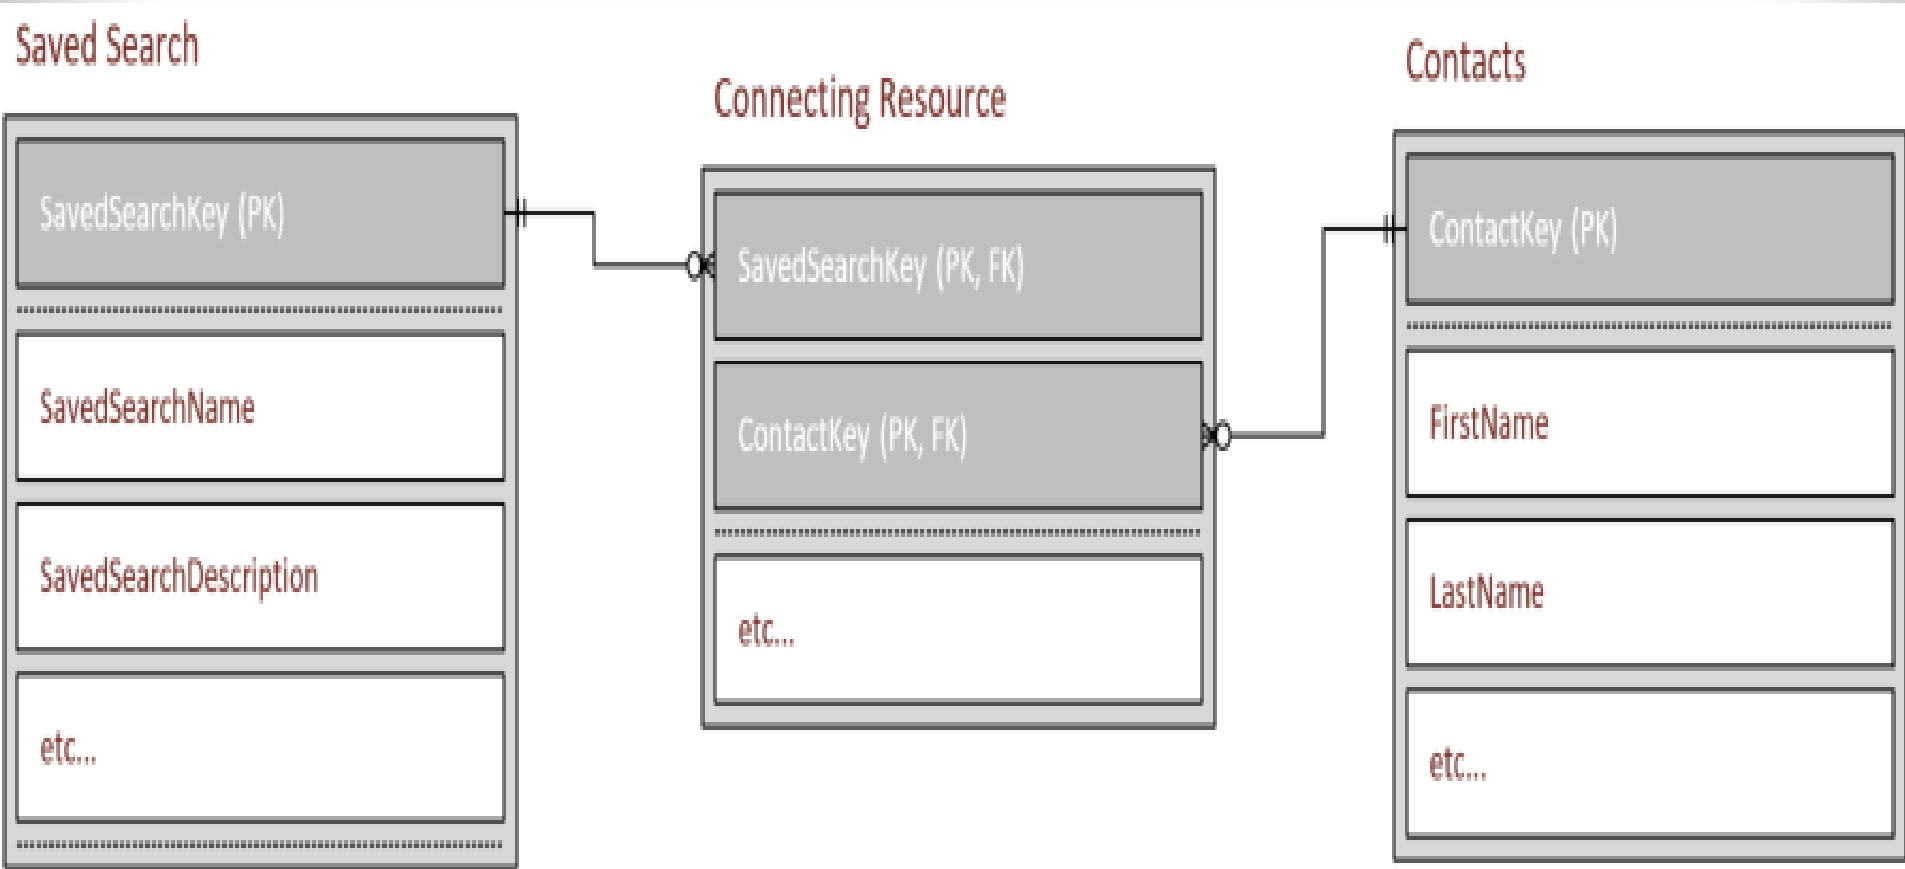 Saved Search
SavedSearchKey (PK)
SavedSearchName
SavedSearchDescription
etc...
Connecting Resource
SavedSearchKey (PK, FK)
ContactKey (PK, FK)
etc...
Contacts
ContactKey (PK)
FirstName
LastName
etc...